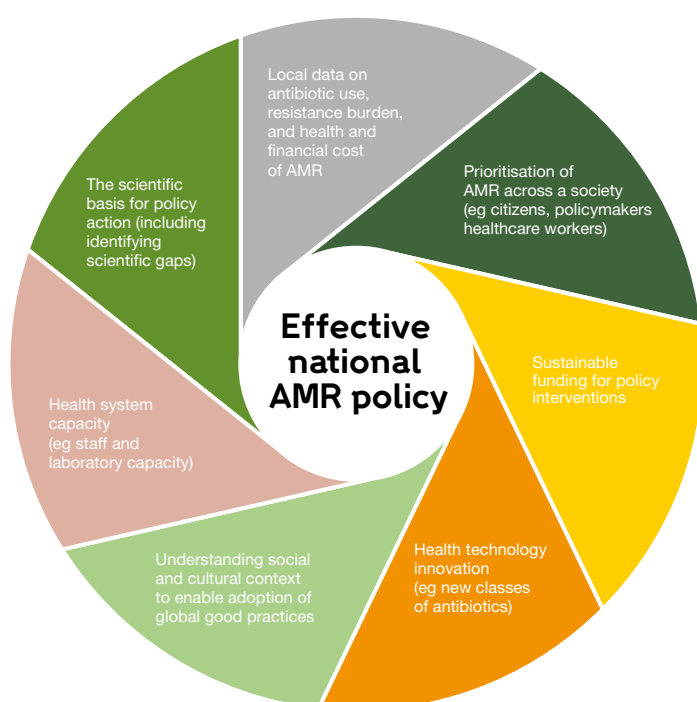 Local data on
antibiotic use,
resistance burden,
and health and
financial cost
of AMR
Prioritisation of
AMR across a society
(eg citizens, policymakers
healthcare workers)
Sustainable
funding for policy
interventions
Health technology
innovation
(eg new classes
of antibiotics)
Understanding social
and cultural context
to enable adoption of
global good practices
Health system
capacity
(eg staff and
laboratory capacity)
The scientific
basis for policy
action (including
identifying
scientific gaps)
Effective
national
AMR policy